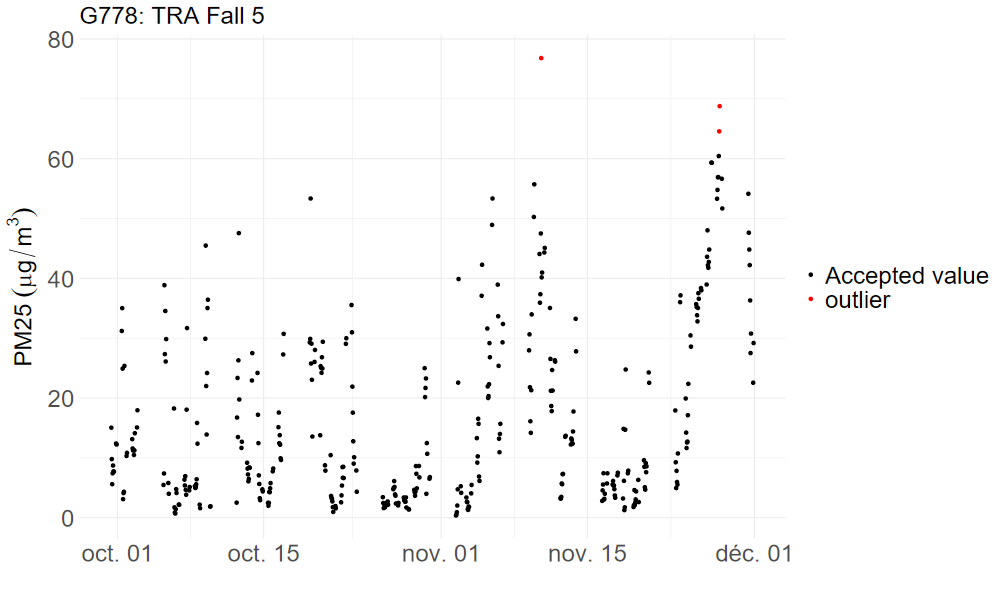 G778: TRA Fall 5
80
60
40
20
0
PM25 (μg/m³)
oct. 01 oct. 15 nov. 01 nov. 15 déc. 01
Accepted value
outlier